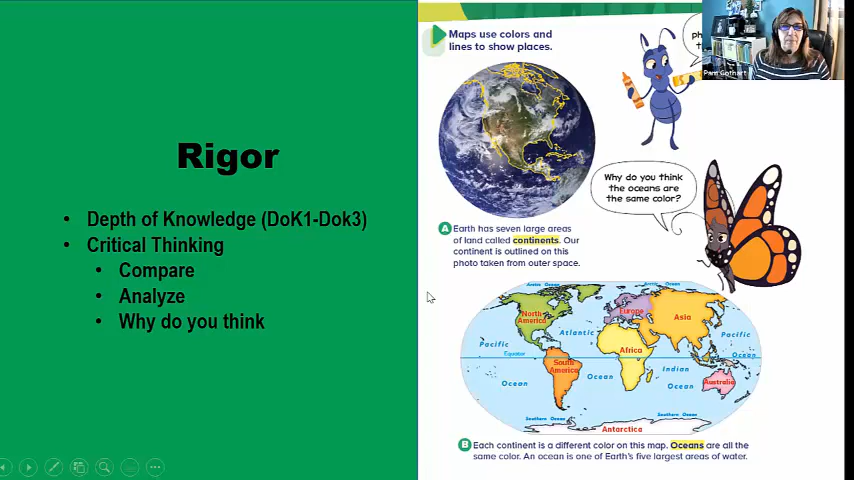 Rigor
• Depth of Knowledge (DoK1-Dok3)
• Critical Thinking
• Compare
• Analyze
• Why do you think
Maps use colors and
lines to show places.
ph
Pam Gothart
Why do you think
the oceans are
the same color?
A Earth has seven large areas
of land called continents. Our
continent is outlined on this
photo taken from outer space.
Arctic Ocean
Arctic Ocean
North
America
Europe
Asia
Atlantic
Pacific
Pacific
Equator
Africa
Ocean
South
America
Indian
Ocean
Ocean
Ocean
Australia
Southern Ocean
Southern Ocean
Antarctica
B Each continent is a different color on this map. Oceans are all the
same color. An ocean is one of Earth's five largest areas of water.